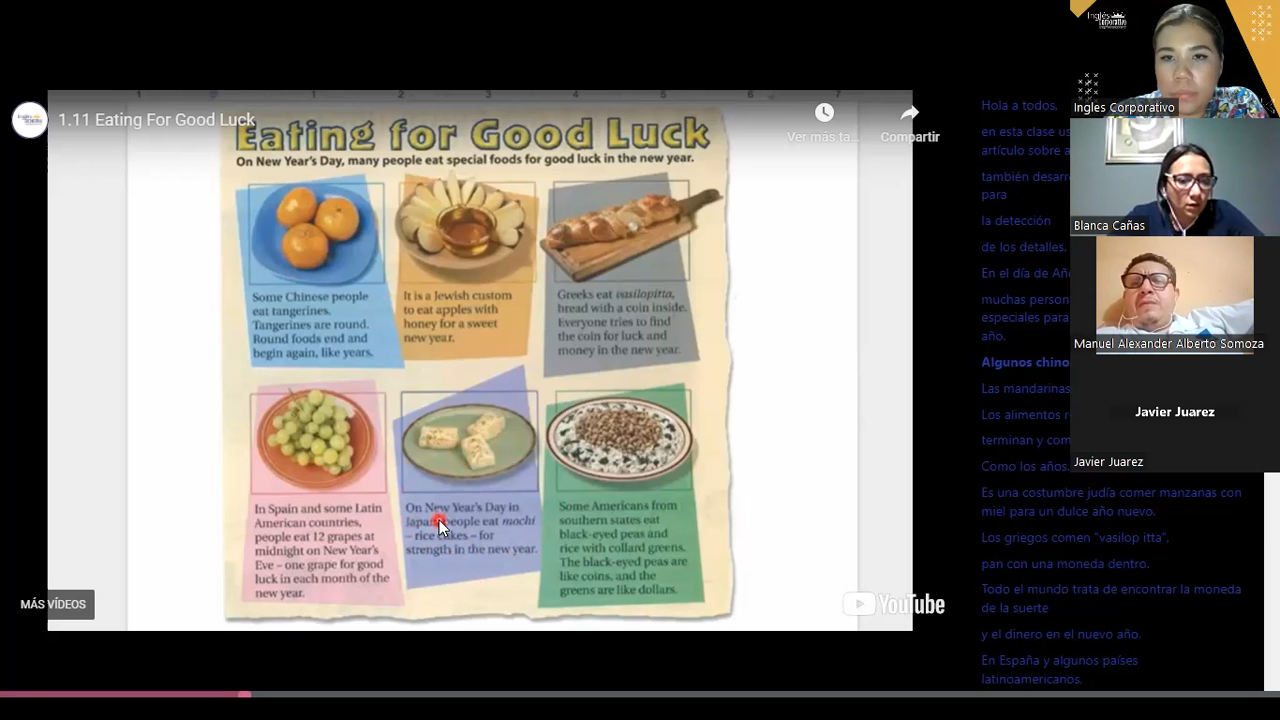 1.11 Eating For Good Luck
Ver más ta...
Compartir
Eating for Good Luck
On New Year's Day, many people eat special foods for good luck in the new year.
Some Chinese people
eat tangerines.
Tangerines are round.
Round foods end and
begin again, like years.
It is a Jewish custom
to eat apples with
honey for a sweet
new year.
Greeks eat vasilopitta,
bread with a coin inside.
Everyone tries to find
the coin for luck and
money in the new year.
In Spain and some Latin
American countries,
people eat 12 grapes at
midnight on New Year's
Eve – one grape for good
luck in each month of the
new year.
On New Year's Day in
Japan, people eat mochi
– rice cakes – for
strength in the new year.
Some Americans from
southern states eat
black-eyed peas and
rice with collard greens.
The black-eyed peas are
like coins, and the
greens are like dollars.
MÁS VÍDEOS
YouTube
Hola a todos,
en esta clase
artículo sobre
también
para
la detección
de los detalles.
En el día de
muchas
especiales para
año.
Algunos chino
Las mandarinas
Los alimentos
terminan y
Como los años.
Es una costumbre judía comer manzanas con
miel para un dulce año nuevo.
Los griegos comen "vasilop itta",
pan con una moneda dentro.
Todo el mundo trata de encontrar la moneda
de la suerte
y el dinero en el nuevo año.
En España y algunos países
latinoamericanos,
Inglés
Corporativo
Ingles Corporativo
Blanca Cañas
Manuel Alexander Alberto Somoza
Javier Juarez
Javier Juarez